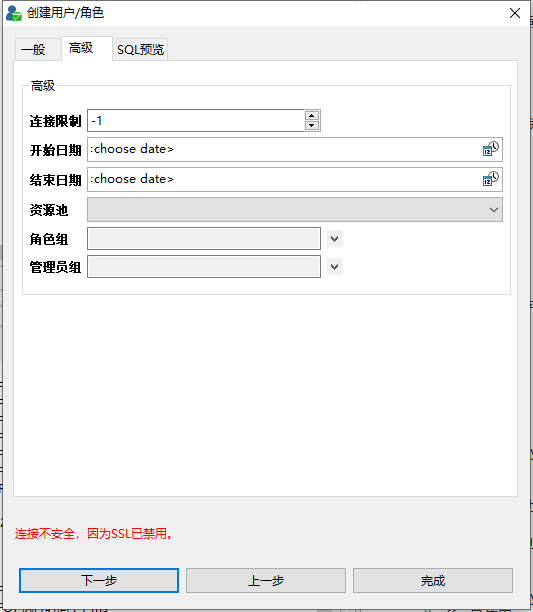 创建用户/角色
一般
高级
SQL预览
高级
连接限制
-1
开始日期
:choose date>
结束日期
:choose date>
资源池
角色组
管理员组
连接不安全，因为SSL已禁用。
下一步
上一步
完成